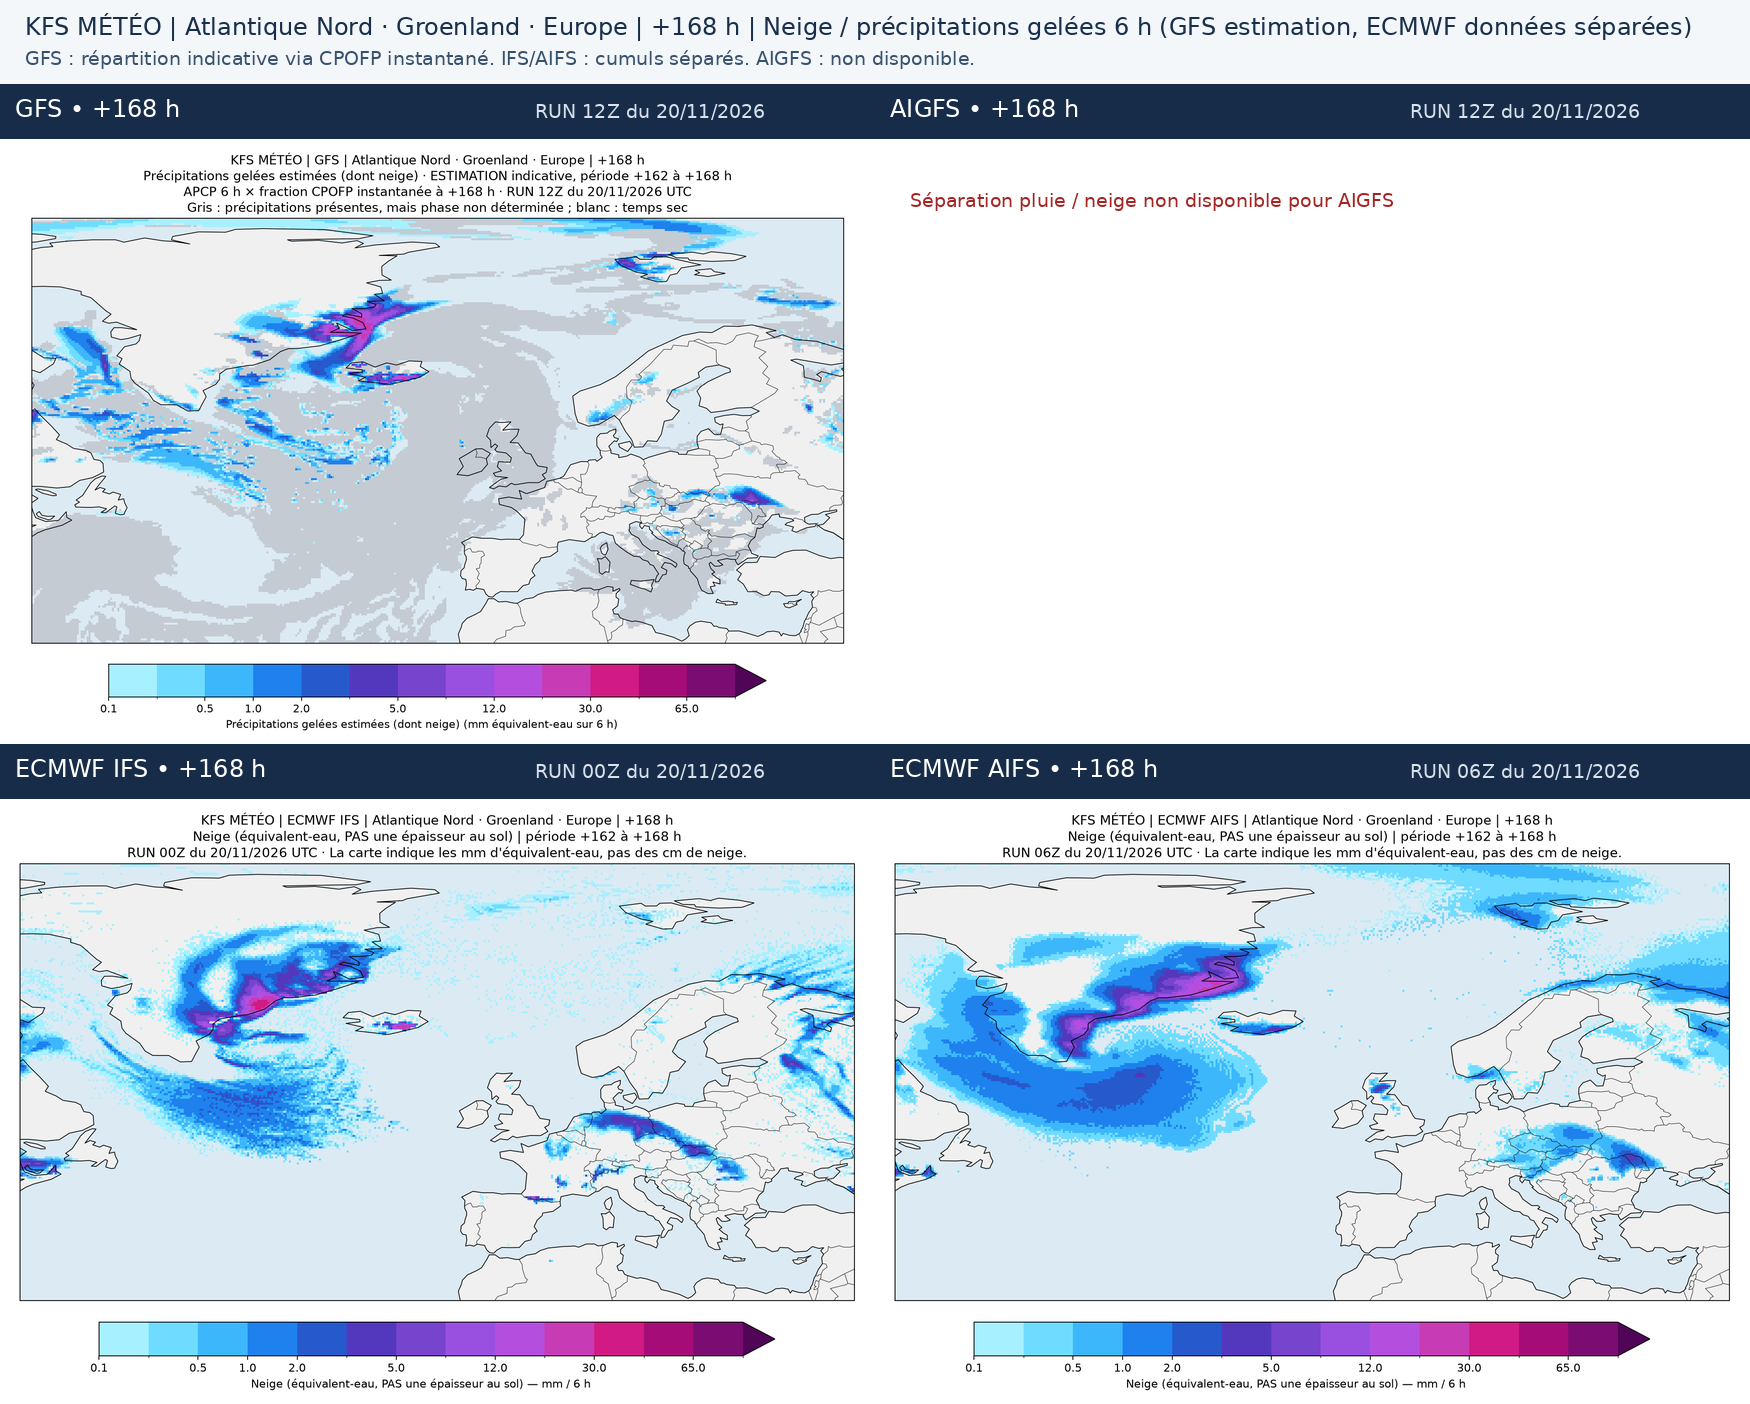 KFS MÉTÉO | Atlantique Nord · Groenland · Europe | +168 h | Neige / précipitations gelées 6 h (GFS estimation, ECMWF données séparées)
GFS : répartition indicative via CPOFP instantané. IFS/AIFS : cumuls séparés. AIGFS : non disponible.
GFS • +168 h
RUN 12Z du 20/11/2026
AIGFS • +168 h
RUN 12Z du 20/11/2026
KFS MÉTÉO | GFS | Atlantique Nord · Groenland · Europe | +168 h
Précipitations gelées estimées (dont neige) · ESTIMATION indicative, période +162 à +168 h
APCP 6 h × fraction CPOFP instantanée à +168 h · RUN 12Z du 20/11/2026 UTC
Gris : précipitations présentes, mais phase non déterminée ; blanc : temps sec
Séparation pluie / neige non disponible pour AIGFS
0.1 0.5 1.0 2.0 5.0 12.0 30.0 65.0
Précipitations gelées estimées (dont neige) (mm équivalent-eau sur 6 h)
ECMWF IFS • +168 h
RUN 00Z du 20/11/2026
ECMWF AIFS • +168 h
RUN 06Z du 20/11/2026
KFS MÉTÉO | ECMWF IFS | Atlantique Nord · Groenland · Europe | +168 h
Neige (équivalent-eau, PAS une épaisseur au sol) | période +162 à +168 h
RUN 00Z du 20/11/2026 UTC · La carte indique les mm d'équivalent-eau, pas des cm de neige.
KFS MÉTÉO | ECMWF AIFS | Atlantique Nord · Groenland · Europe | +168 h
Neige (équivalent-eau, PAS une épaisseur au sol) | période +162 à +168 h
RUN 06Z du 20/11/2026 UTC · La carte indique les mm d'équivalent-eau, pas des cm de neige.
0.1 0.5 1.0 2.0 5.0 12.0 30.0 65.0
Neige (équivalent-eau, PAS une épaisseur au sol) — mm / 6 h
0.1 0.5 1.0 2.0 5.0 12.0 30.0 65.0
Neige (équivalent-eau, PAS une épaisseur au sol) — mm / 6 h